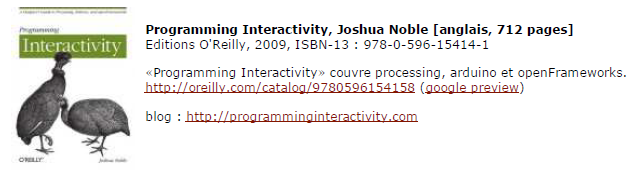 A Designer's Guide to Processing, Arduino, and openFrameworks
Programming
Interactivity
O'REILLY
Joshua Noble
Programming Interactivity, Joshua Noble [anglais, 712 pages]
Editions O'Reilly, 2009, ISBN-13 : 978-0-596-15414-1
«Programming Interactivity» couvre processing, arduino et openFrameworks.
http://oreilly.com/catalog/9780596154158 (google preview)
blog : http://programminginteractivity.com